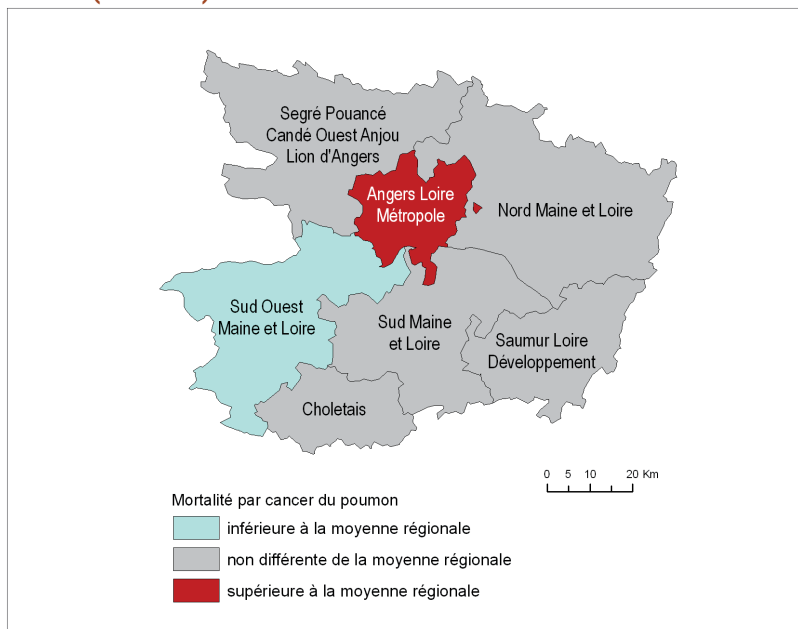 Segré Pouancé
Candé Ouest Anjou
Lion d'Angers
Angers Loire
Métropole
Nord Maine et Loire
Sud Ouest
Maine et Loire
Sud Maine
et Loire
Saumur Loire
Développement
Choletais
0 5 10 20 Km
Mortalité par cancer du poumon
inférieure à la moyenne régionale
non différente de la moyenne régionale
supérieure à la moyenne régionale